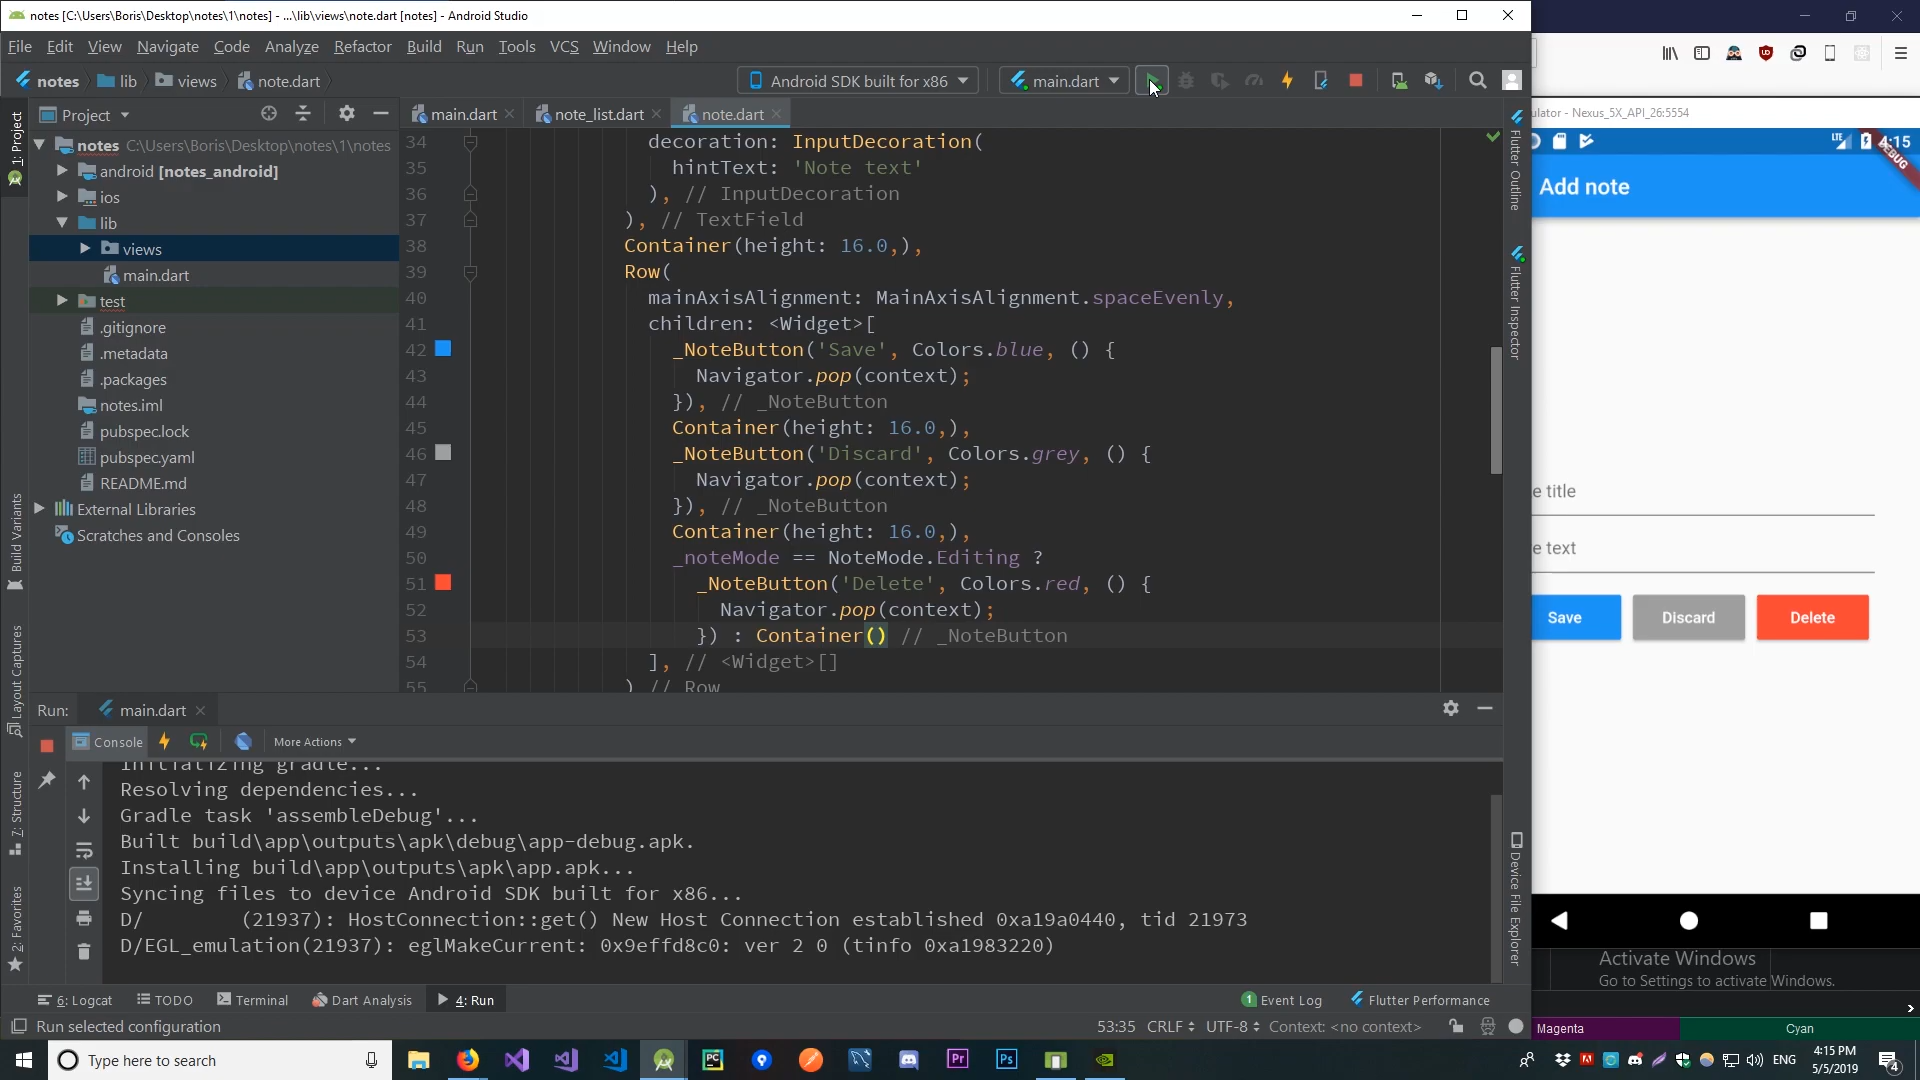 notes [C:\Users\Boris\Desktop\notes\1\notes] - ...\lib\views\note.dart [notes] - Android Studio
File Edit View Navigate Code Analyze Refactor Build Run Tools VCS Window Help
notes lib views note.dart
Android SDK built for x86
main.dart
Project
main.dart note_list.dart note.dart
1: Project
Build Variants
Layout Captures
7: Structure
2: Favorites
notes C:\Users\Boris\Desktop\notes\1\notes
android [notes_android]
ios
lib
views
main.dart
test
.gitignore
.metadata
.packages
notes.iml
pubspec.lock
pubspec.yaml
README.md
External Libraries
Scratches and Consoles
34 decoration: InputDecoration(
35 hintText: 'Note text'
36 ), // InputDecoration
37 ), // TextField
38 Container(height: 16.0,),
39 Row(
40 mainAxisAlignment: MainAxisAlignment.spaceEvenly,
41 children: <Widget>[
42 _NoteButton('Save', Colors.blue, () {
43 Navigator.pop(context);
44 }), // _NoteButton
45 Container(height: 16.0,),
46 _NoteButton('Discard', Colors.grey, () {
47 Navigator.pop(context);
48 }), // _NoteButton
49 Container(height: 16.0,),
50 _noteMode == NoteMode.Editing ?
51 _NoteButton('Delete', Colors.red, () {
52 Navigator.pop(context);
53 }) : Container() // _NoteButton
54 ], // <Widget>[]
55 ) // Row
Flutter Outline
Flutter Inspector
Device File Explorer
Run: main.dart
Console More Actions
Initializing gradle...
Resolving dependencies...
Gradle task 'assembleDebug'...
Built build\app\outputs\apk\debug\app-debug.apk.
Installing build\app\outputs\apk\app.apk...
Syncing files to device Android SDK built for x86...
D/ (21937): HostConnection::get() New Host Connection established 0xa19a0440, tid 21973
D/EGL_emulation(21937): eglMakeCurrent: 0x9effd8c0: ver 2 0 (tinfo 0xa1983220)
6: Logcat TODO Terminal Dart Analysis 4: Run
1 Event Log Flutter Performance
Run selected configuration
53:35 CRLF UTF-8 Context: <no context>
ulator - Nexus_5X_API_26:5554
LTE 4:15
DEBUG
Add note
e title
e text
Save Discard Delete
Activate Windows
Go to Settings to activate Windows.
Magenta Cyan
Type here to search
PC
Pr
Ps
ENG
4:15 PM
5/5/2019
4